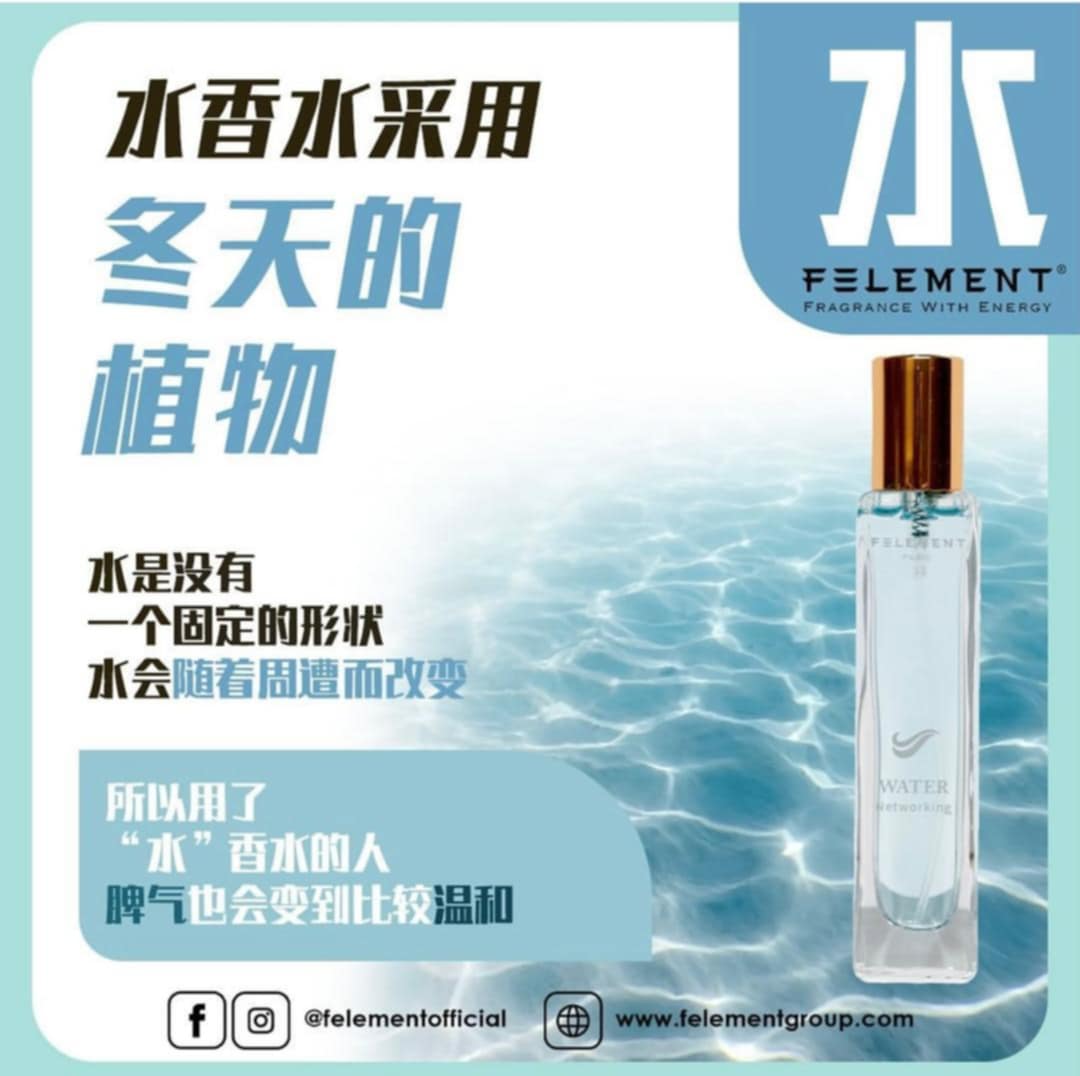 水香水采用
冬天的
植物
水
FELEMENT®
FRAGRANCE WITH ENERGY
水是没有
一个固定的形状
水会随着周遭而改变
所以用了
“水”香水的人
脾气也会变到比较温和
FELEMENT
WATER
Networking
@felementofficial
www.felementgroup.com